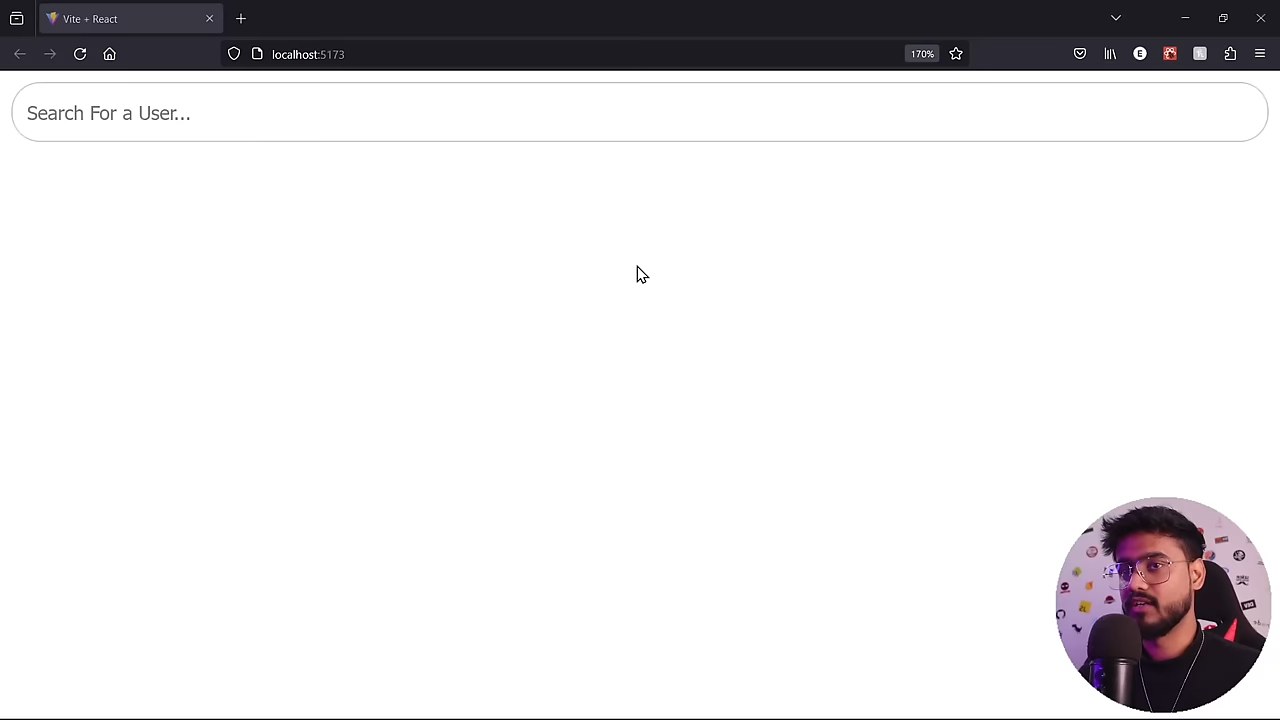 Vite + React
localhost:5173
170%
Search For a User...